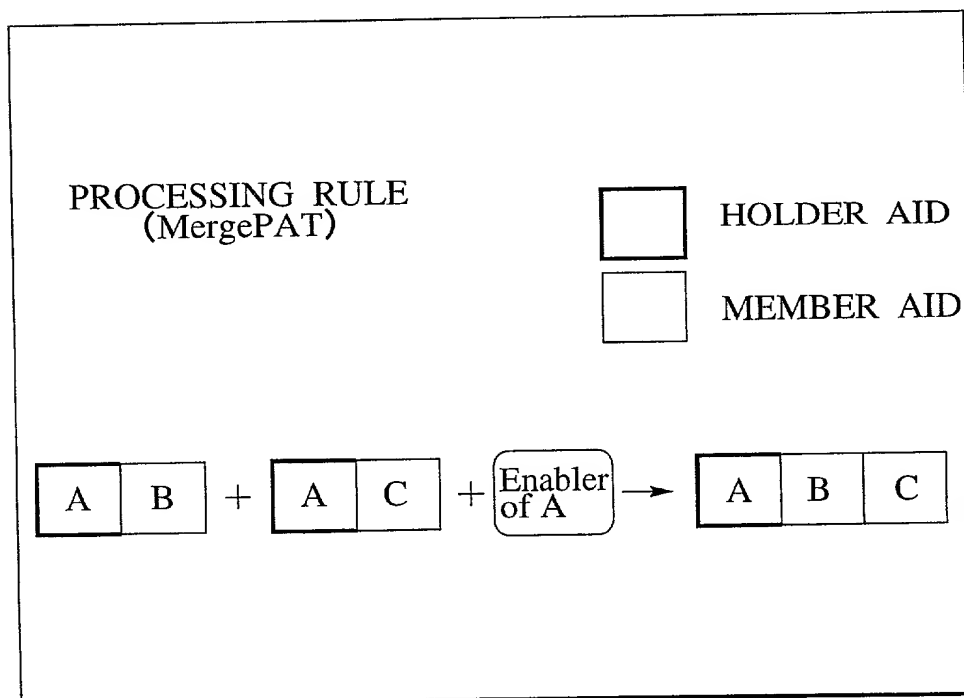 PROCESSING RULE
(MergePAT)
HOLDER AID
MEMBER AID
A B + A C + Enabler of A → A B C